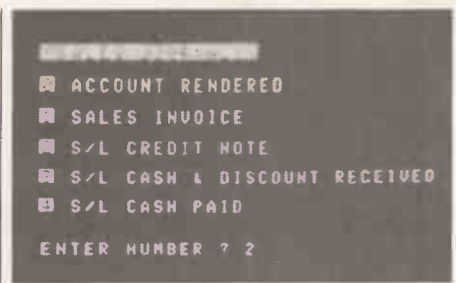 ACCOUNT RENDERED
SALES INVOICE
S/L CREDIT NOTE
S/L CASH & DISCOUNT RECEIVED
S/L CASH PAID
ENTER NUMBER ? 2